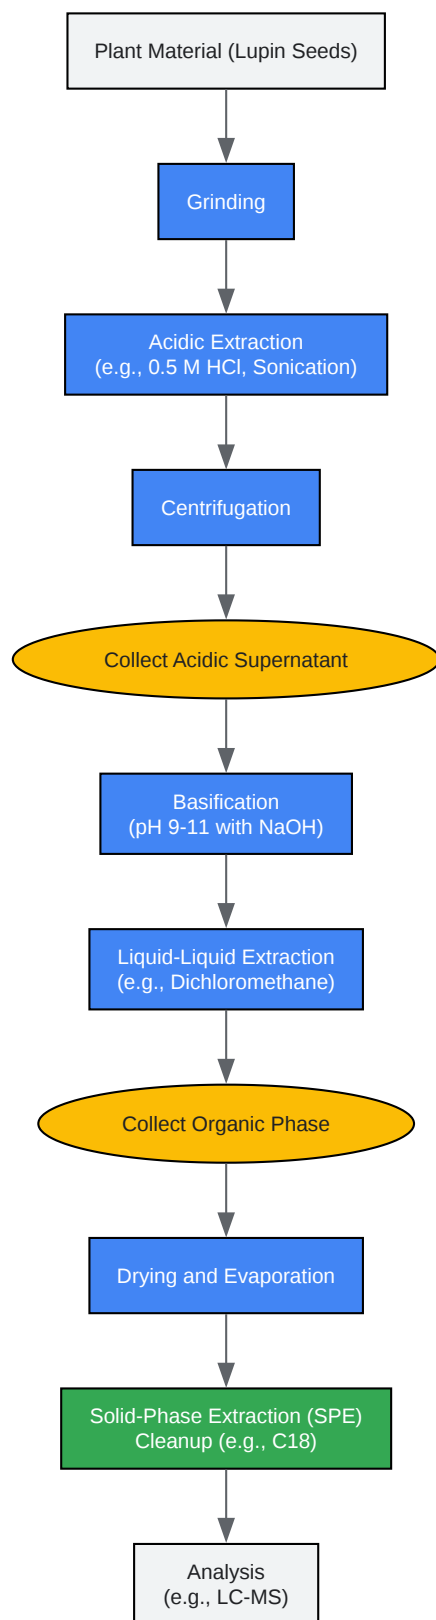 Plant Material (Lupin Seeds)
Grinding
Acidic Extraction
(e.g., 0.5 M HCl, Sonication)
Centrifugation
Collect Acidic Supernatant
Basification
(pH 9-11 with NaOH)
Liquid-Liquid Extraction
(e.g., Dichloromethane)
Collect Organic Phase
Drying and Evaporation
Solid-Phase Extraction (SPE)
Cleanup (e.g., C18)
Analysis
(e.g., LC-MS)